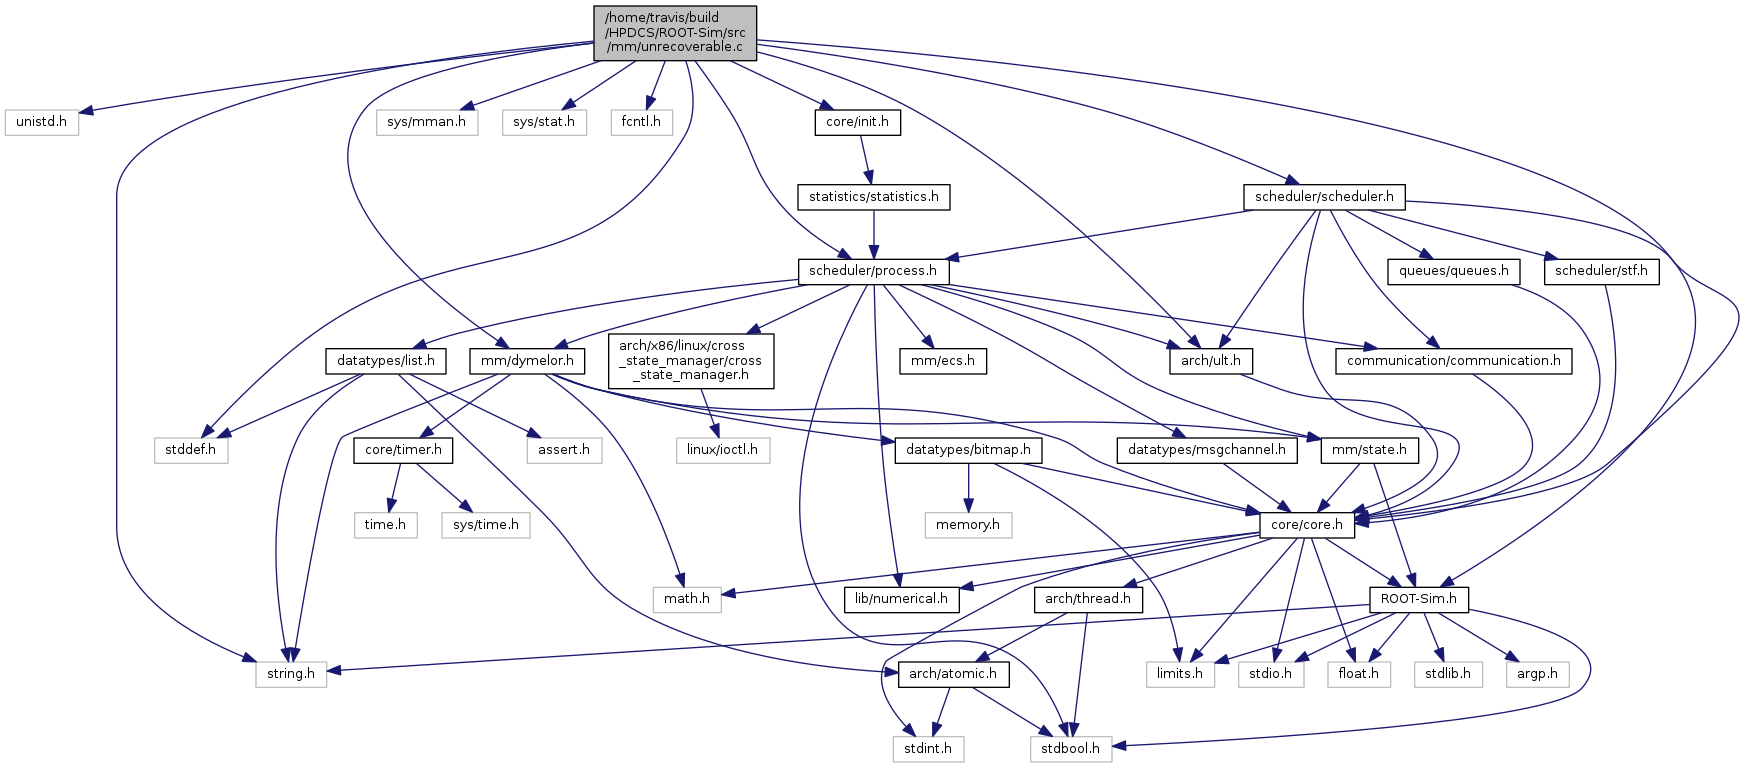 /home/travis/build
/HPDCS/ROOT-Sim/src
/mm/unrecoverable.c
unistd.h
sys/mman.h
sys/stat.h
fcntl.h
core/init.h
statistics/statistics.h
scheduler/scheduler.h
scheduler/process.h
queues/queues.h
scheduler/stf.h
datatypes/list.h
mm/dymelor.h
arch/x86/linux/cross
_state_manager/cross
_state_manager.h
mm/ecs.h
arch/ult.h
communication/communication.h
stddef.h
core/timer.h
assert.h
linux/ioctl.h
datatypes/bitmap.h
datatypes/msgchannel.h
mm/state.h
time.h
sys/time.h
memory.h
core/core.h
math.h
lib/numerical.h
arch/thread.h
ROOT-Sim.h
string.h
arch/atomic.h
limits.h
stdio.h
float.h
stdlib.h
argp.h
stdint.h
stdbool.h